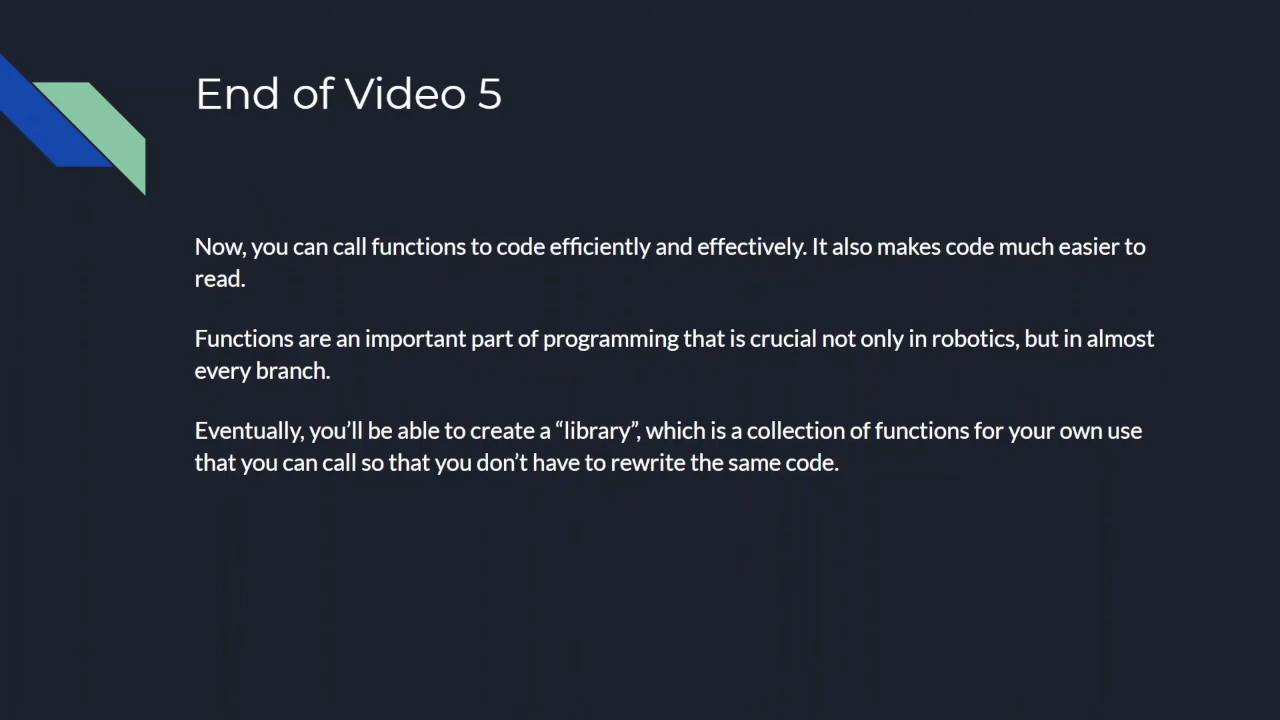 End of Video 5
Now, you can call functions to code efficiently and effectively. It also makes code much easier to
read.
Functions are an important part of programming that is crucial not only in robotics, but in almost
every branch.
Eventually, you’ll be able to create a “library”, which is a collection of functions for your own use
that you can call so that you don’t have to rewrite the same code.